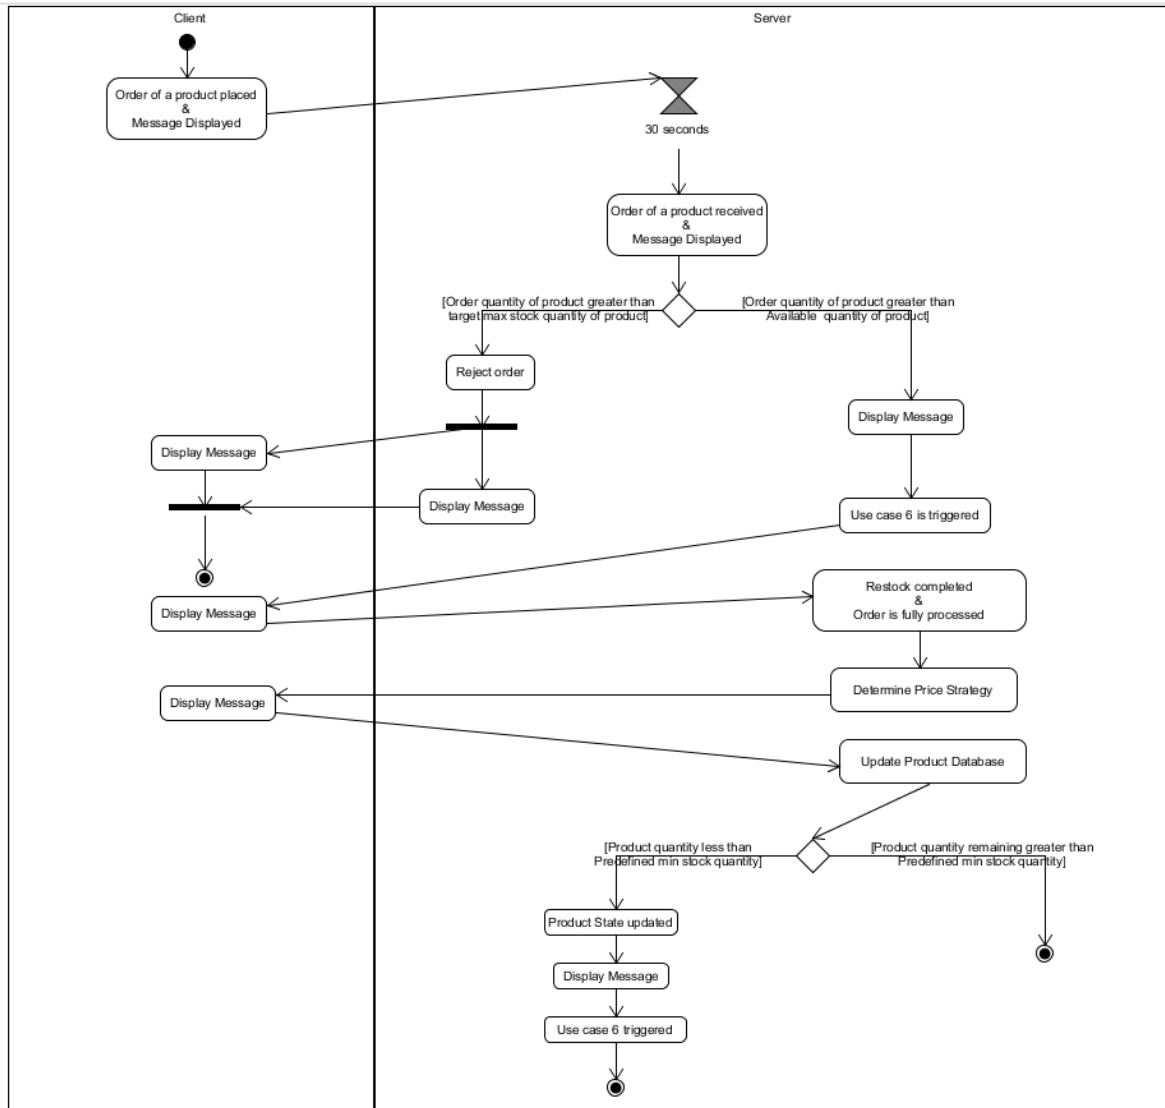 Client
Server
Order of a product placed
&
Message Displayed
30 seconds
Order of a product received
&
Message Displayed
[Order quantity of product greater than
target max stock quantity of product]
[Order quantity of product greater than
Available quantity of product]
Reject order
Display Message
Display Message
Display Message
Use case 6 is triggered
Restock completed
&
Order is fully processed
Display Message
Determine Price Strategy
Display Message
Update Product Database
[Product quantity less than
Predefined min stock quantity]
[Product quantity remaining greater than
Predefined min stock quantity]
Product State updated
Display Message
Use case 6 triggered